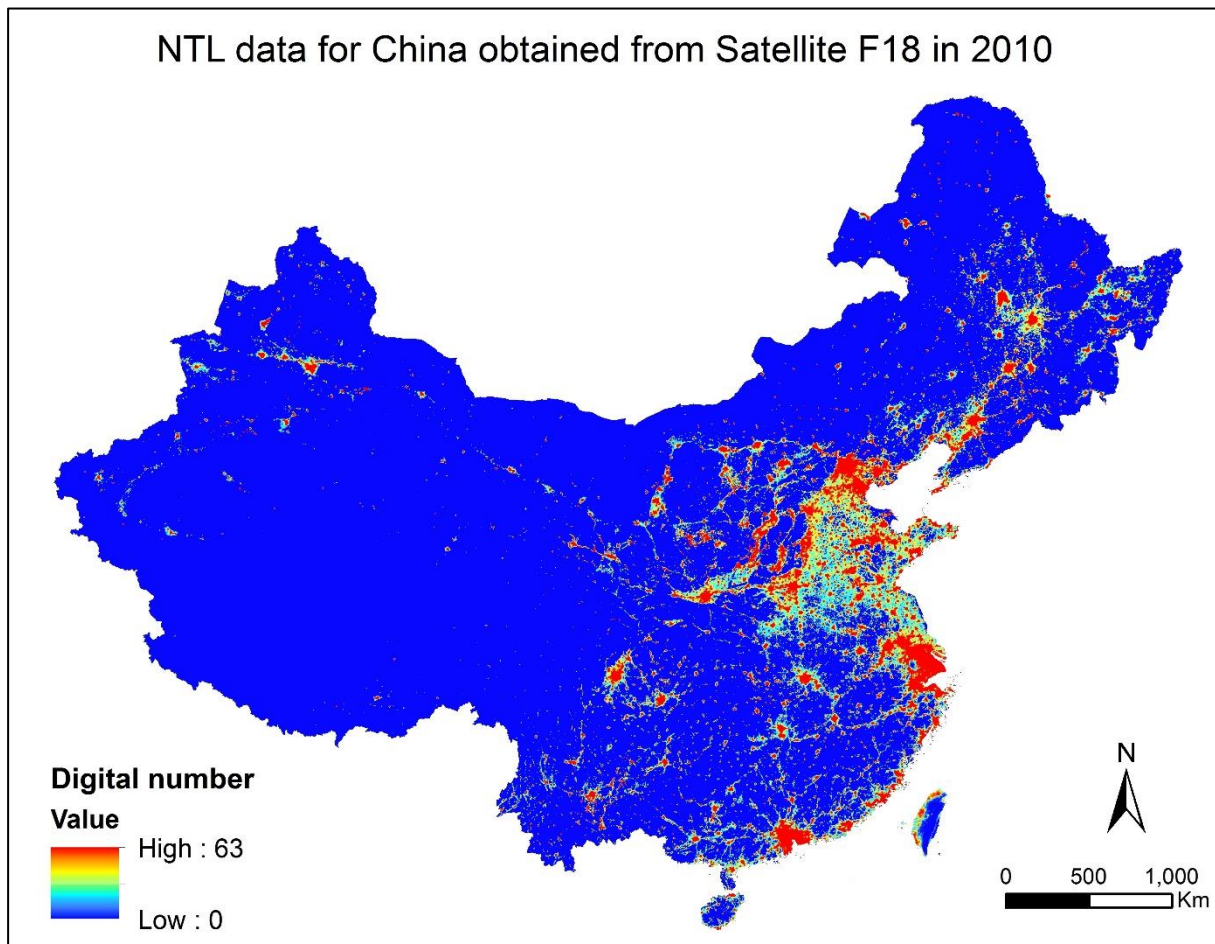 NTL data for China obtained from Satellite F18 in 2010
N
Digital number
Value
High : 63
Low : 0
0 500 1,000
Km